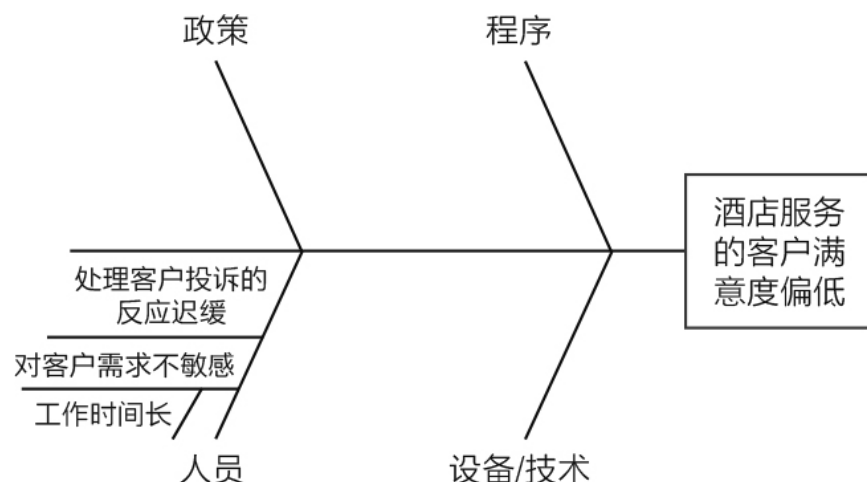 政策
程序
酒店服务
的客户满
意度偏低
处理客户投诉的
反应迟缓
对客户需求不敏感
工作时间长
人员
设备/技术